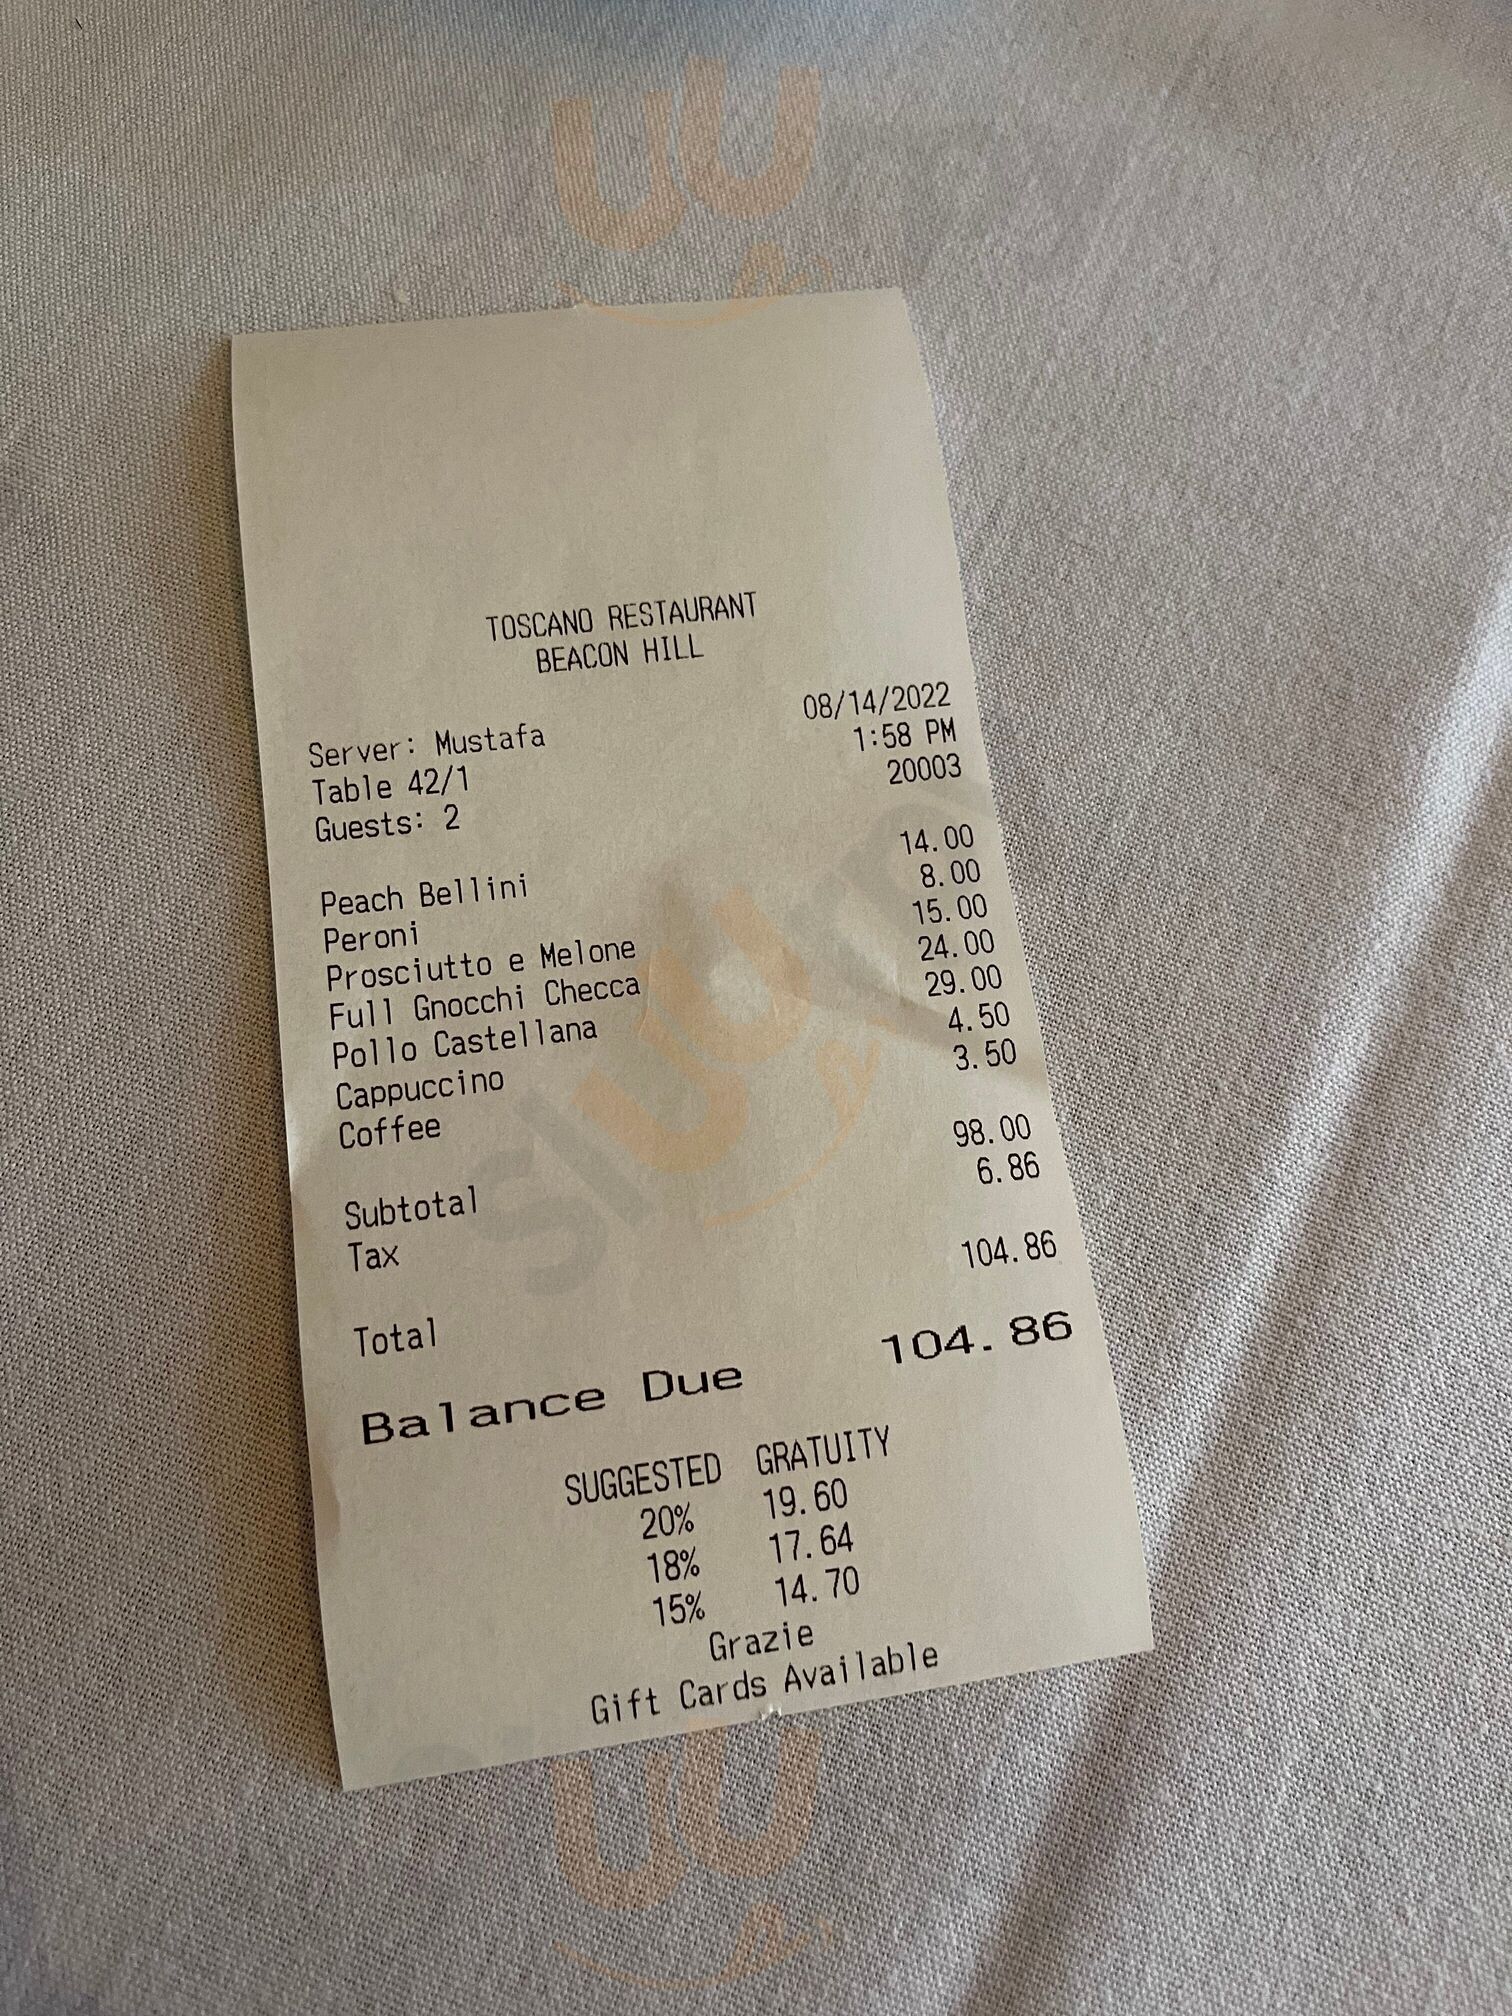 TOSCANO RESTAURANT
BEACON HILL
08/14/2022
Server: Mustafa 1:58 PM
Table 42/1 20003
Guests: 2
Peach Bellini 14.00
Peroni 8.00
Prosciutto e Melone 15.00
Full Gnocchi Checca 24.00
Pollo Castellana 29.00
Cappuccino 4.50
Coffee 3.50
Subtotal 98.00
Tax 6.86
Total 104.86
Balance Due 104.86
SUGGESTED GRATUITY
20% 19.60
18% 17.64
15% 14.70
Grazie
Gift Cards Available